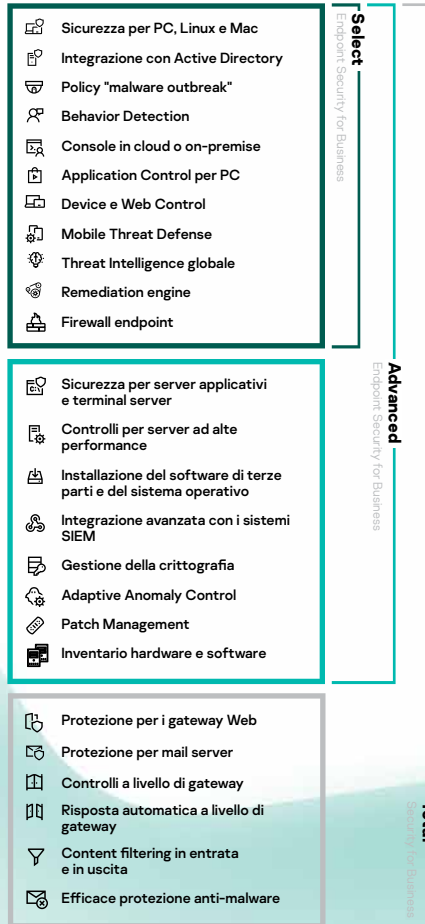 Sicurezza per PC, Linux e Mac
Integrazione con Active Directory
Policy "malware outbreak"
Behavior Detection
Console in cloud o on-premise
Application Control per PC
Device e Web Control
Mobile Threat Defense
Threat Intelligence globale
Remediation engine
Firewall endpoint
Select
Endpoint Security for Business
Sicurezza per server applicativi
e terminal server
Controlli per server ad alte
performance
Installazione del software di terze
parti e del sistema operativo
Integrazione avanzata con i sistemi
SIEM
Gestione della crittografia
Adaptive Anomaly Control
Patch Management
Inventario hardware e software
Advanced
Endpoint Security for Business
Protezione per i gateway Web
Protezione per mail server
Controlli a livello di gateway
Risposta automatica a livello di
gateway
Content filtering in entrata
e in uscita
Efficace protezione anti-malware
Total
Security for Business